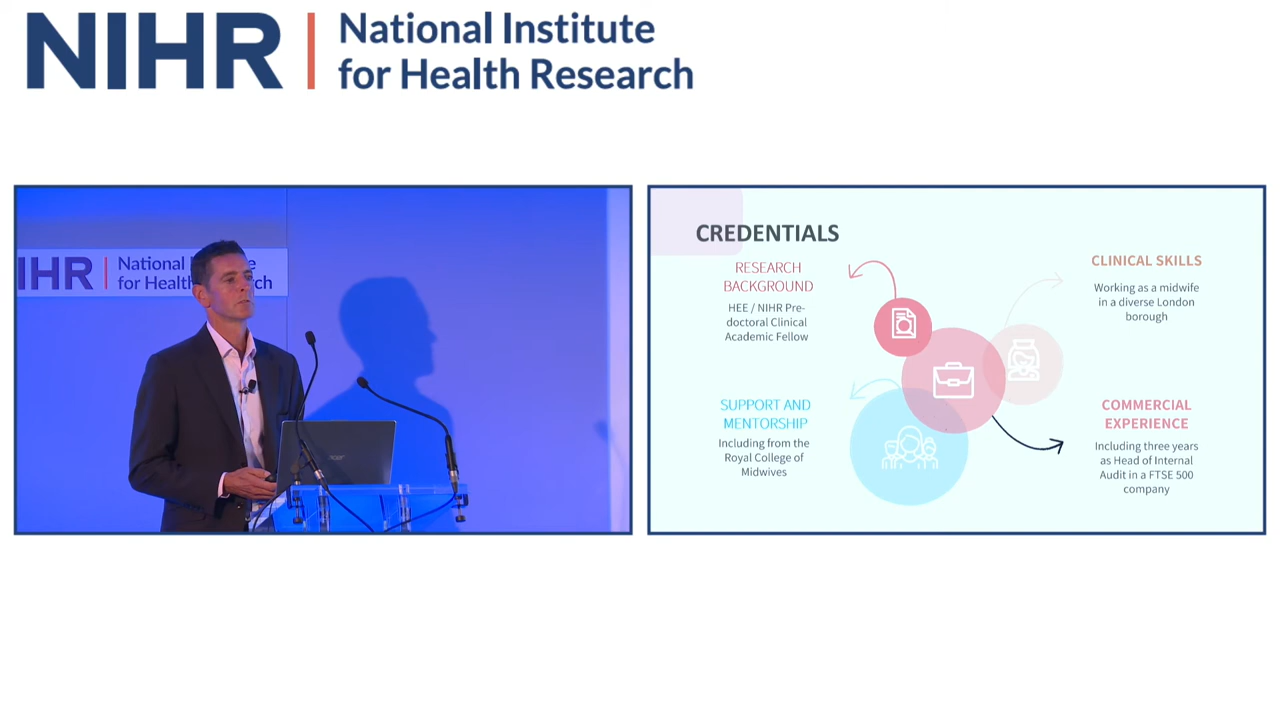 NIHR
National Institute
for Health Research
IHR
National I e
for Health rch
acer
CREDENTIALS
RESEARCH
BACKGROUND
HEE / NIHR Pre-
doctoral Clinical
Academic Fellow
CLINICAL SKILLS
Working as a midwife
in a diverse London
borough
SUPPORT AND
MENTORSHIP
Including from the
Royal College of
Midwives
COMMERCIAL
EXPERIENCE
Including three years
as Head of Internal
Audit in a FTSE 500
company